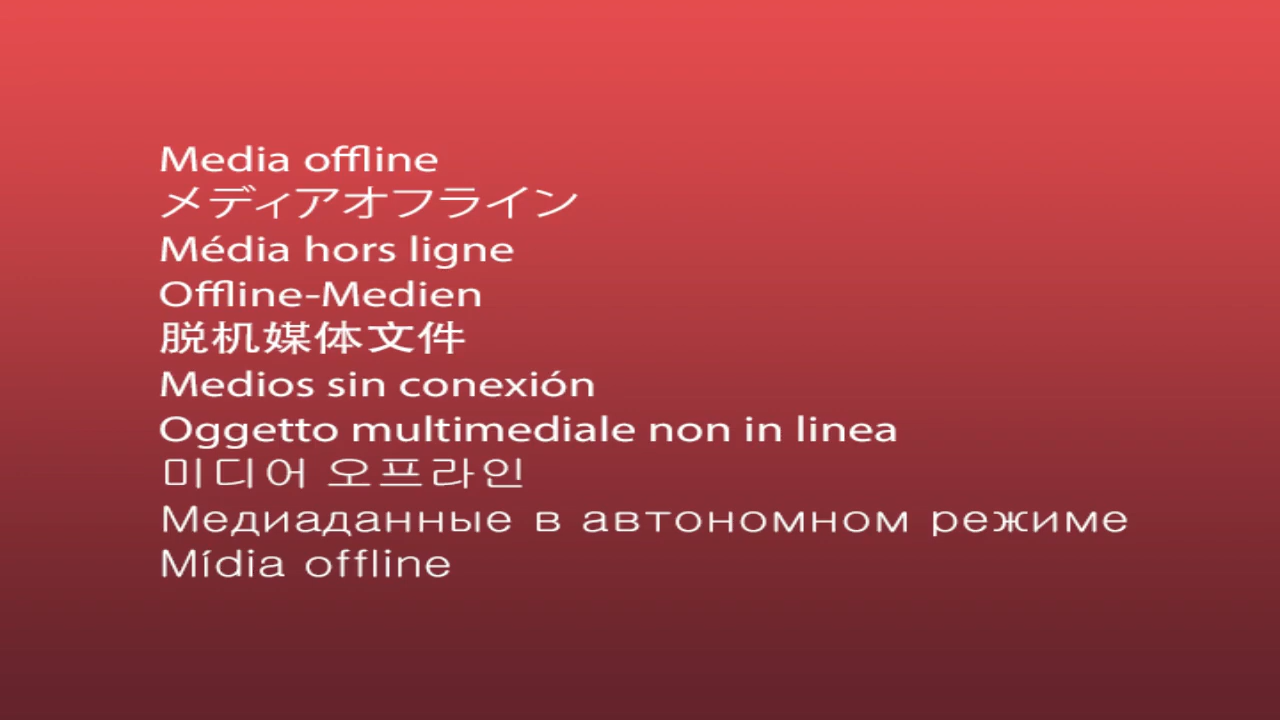 Media offline
メディアオフライン
Média hors ligne
Offline-Medien
脱机媒体文件
Medios sin conexión
Oggetto multimediale non in linea
미디어 오프라인
Медиаданные в автономном режиме
Mídia offline